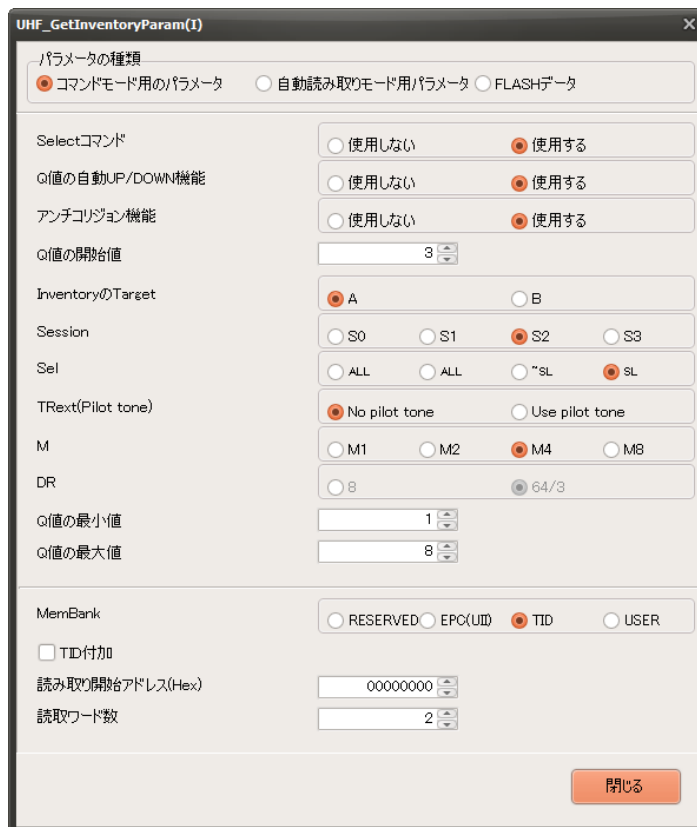 UHF_GetInventoryParam(I)
パラメータの種類
コマンドモード用のパラメータ 自動読み取りモード用パラメータ FLASHデータ
Selectコマンド 使用しない 使用する
Q値の自動UP/DOWN機能 使用しない 使用する
アンチコリジョン機能 使用しない 使用する
Q値の開始値 3
InventoryのTarget A B
Session S0 S1 S2 S3
Sel ALL ALL ~SL SL
TRext(Pilot tone) No pilot tone Use pilot tone
M M1 M2 M4 M8
DR 8 64/3
Q値の最小値 1
Q値の最大値 8
MemBank RESERVED EPC(UII) TID USER
TID付加
読み取り開始アドレス(Hex) 00000000
読取ワード数 2
閉じる